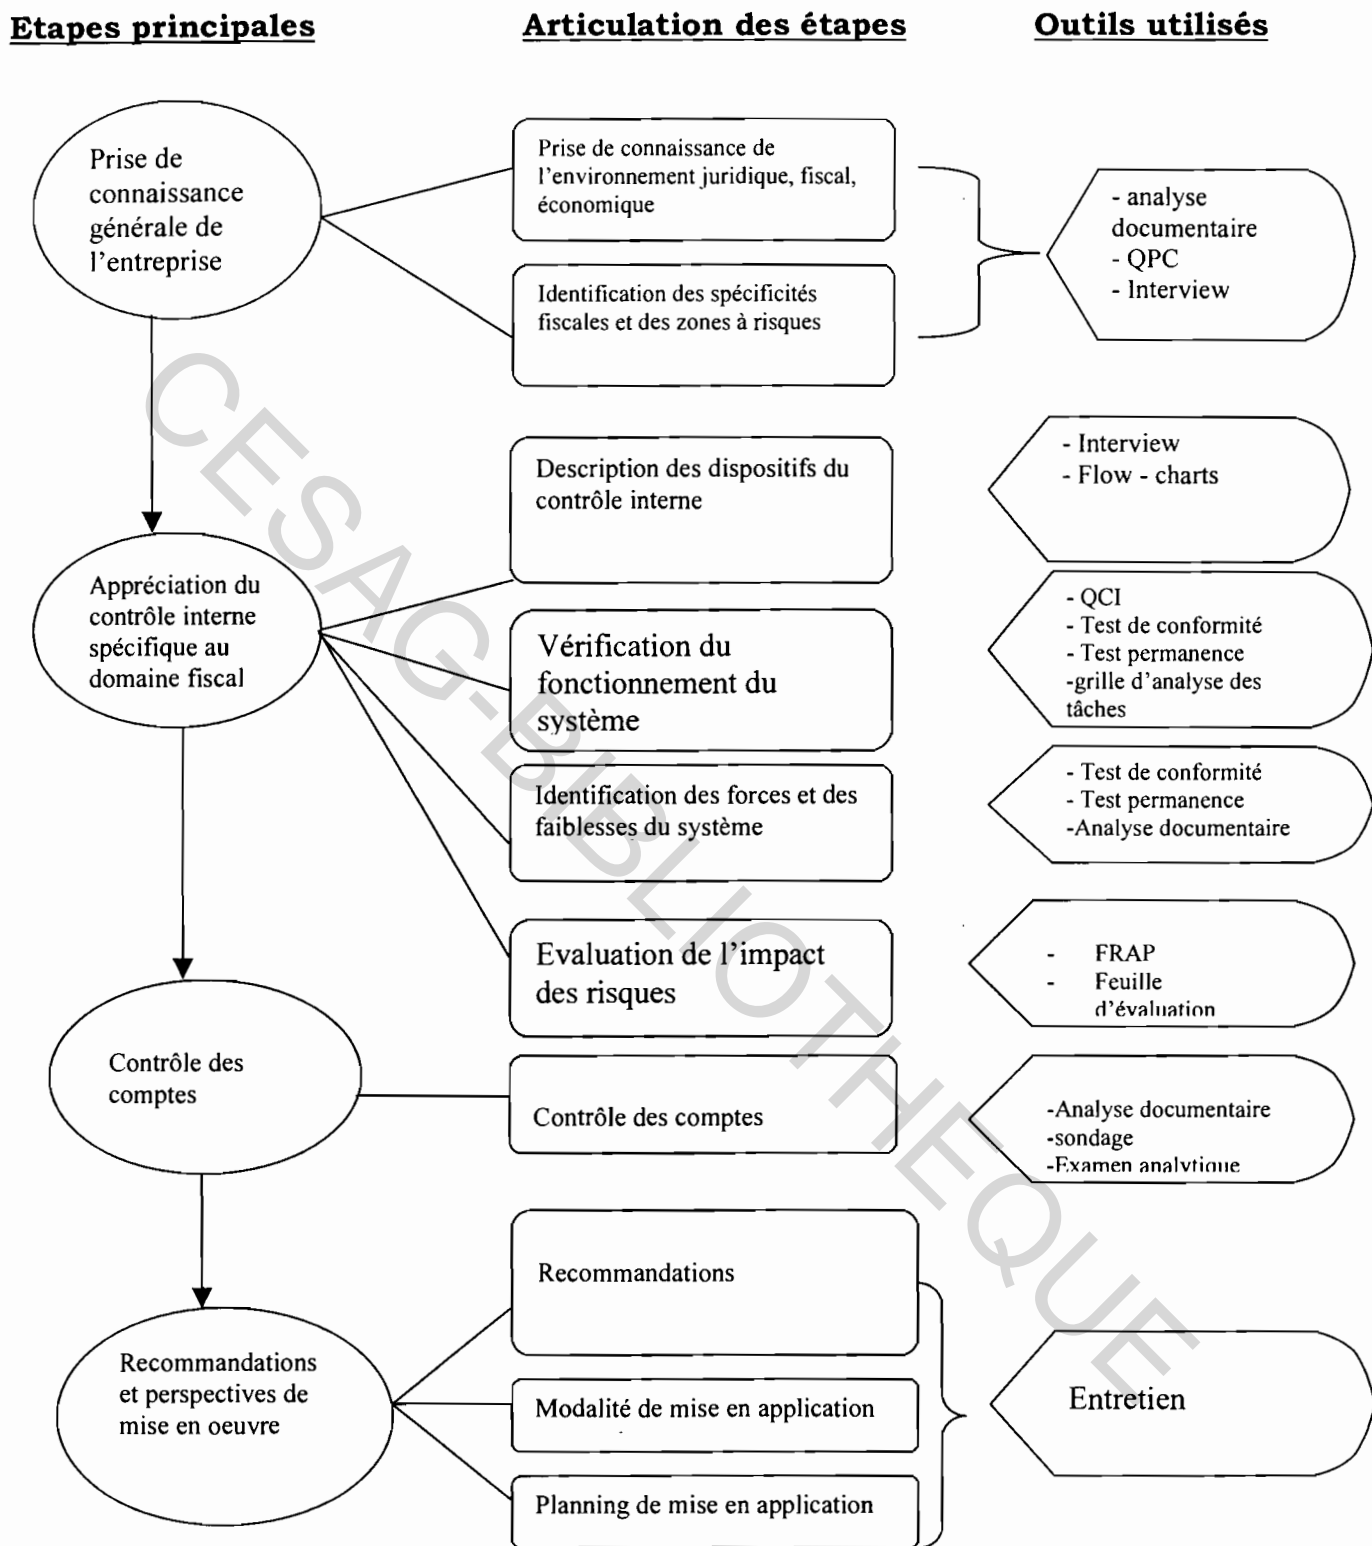 Etapes principales
Articulation des étapes
Outils utilisés
Prise de
connaissance
générale de
l'entreprise
Prise de connaissance de
l'environnement juridique, fiscal,
économique
Identification des spécificités
fiscales et des zones à risques
- analyse
documentaire
- QPC
- Interview
Appréciation du
contrôle interne
spécifique au
domaine fiscal
Description des dispositifs du
contrôle interne
- Interview
- Flow - charts
Vérification du
fonctionnement du
système
- QCI
- Test de conformité
- Test permanence
-grille d'analyse des
tâches
Identification des forces et des
faiblesses du système
- Test de conformité
- Test permanence
-Analyse documentaire
Evaluation de l'impact
des risques
- FRAP
- Feuille
d'évaluation
Contrôle des
comptes
Contrôle des comptes
-Analyse documentaire
-sondage
-Examen analytique
Recommandations
et perspectives de
mise en oeuvre
Recommandations
Modalité de mise en application
Planning de mise en application
Entretien
CESAG-BIBLIOTHEQUE